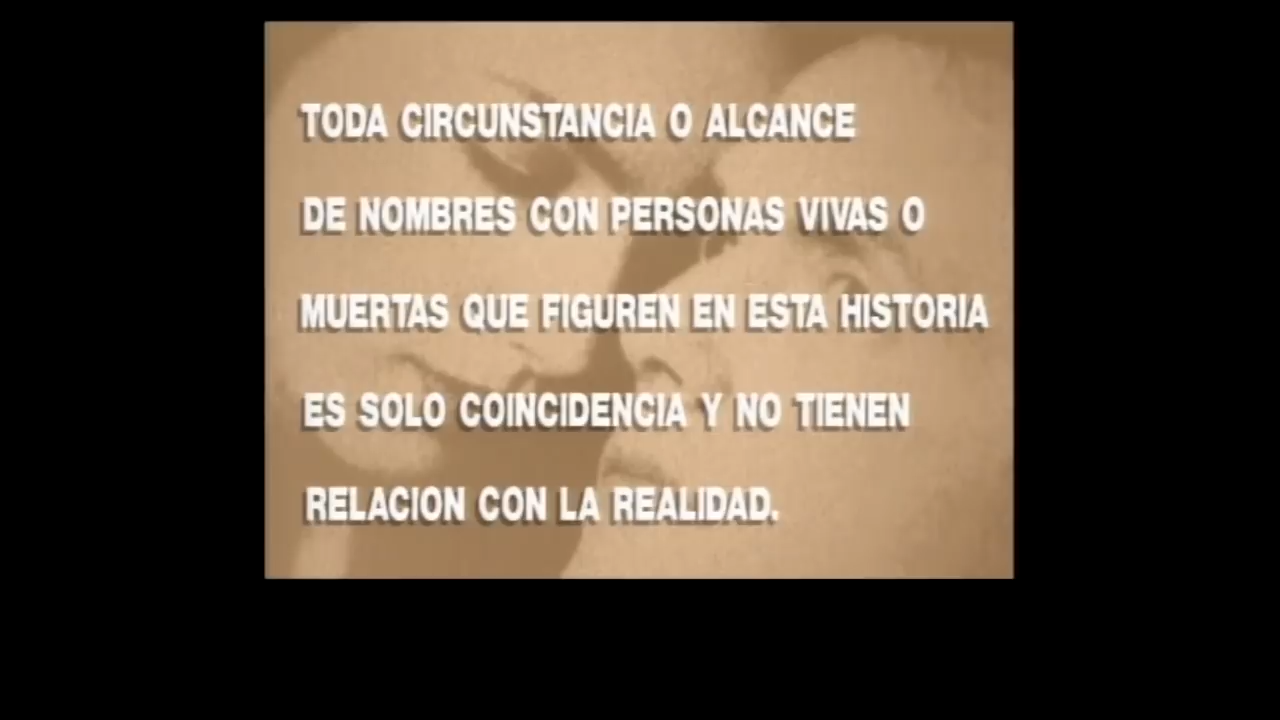 TODA CIRCUNSTANCIA O ALCANCE
DE NOMBRES CON PERSONAS VIVAS O
MUERTAS QUE FIGUREN EN ESTA HISTORIA
ES SOLO COINCIDENCIA Y NO TIENEN
RELACION CON LA REALIDAD.